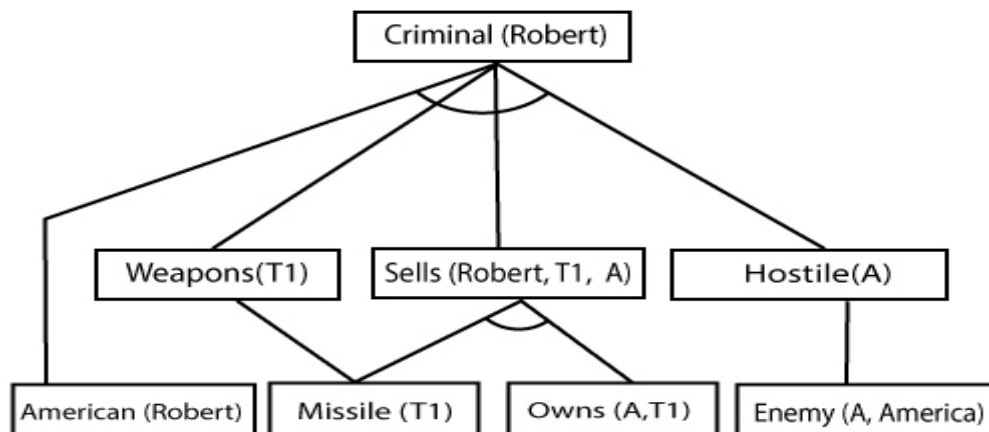 Criminal (Robert)
Weapons(T1)
Sells (Robert, T1, A)
Hostile(A)
American (Robert)
Missile (T1)
Owns (A,T1)
Enemy (A, America)